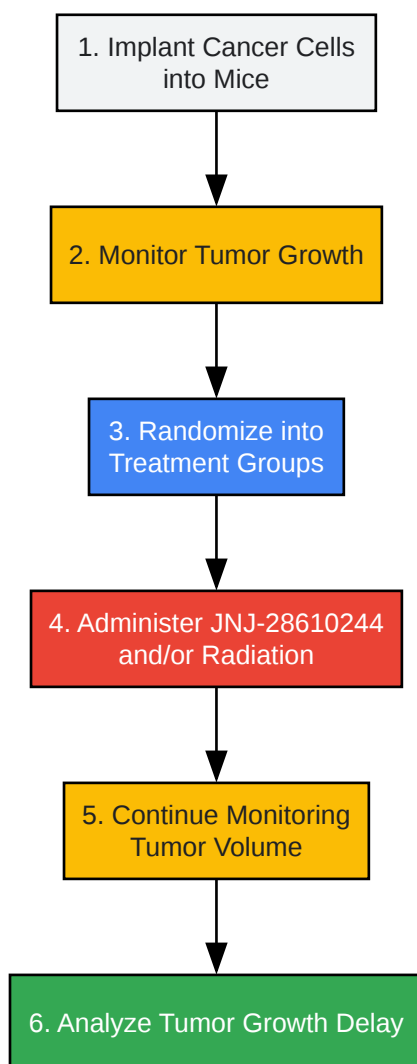 1. Implant Cancer Cells
into Mice
2. Monitor Tumor Growth
3. Randomize into
Treatment Groups
4. Administer JNJ-28610244
and/or Radiation
5. Continue Monitoring
Tumor Volume
6. Analyze Tumor Growth Delay